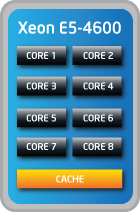 Xeon E5-4600
CORE 1 CORE 2
CORE 3 CORE 4
CORE 5 CORE 6
CORE 7 CORE 8
CACHE